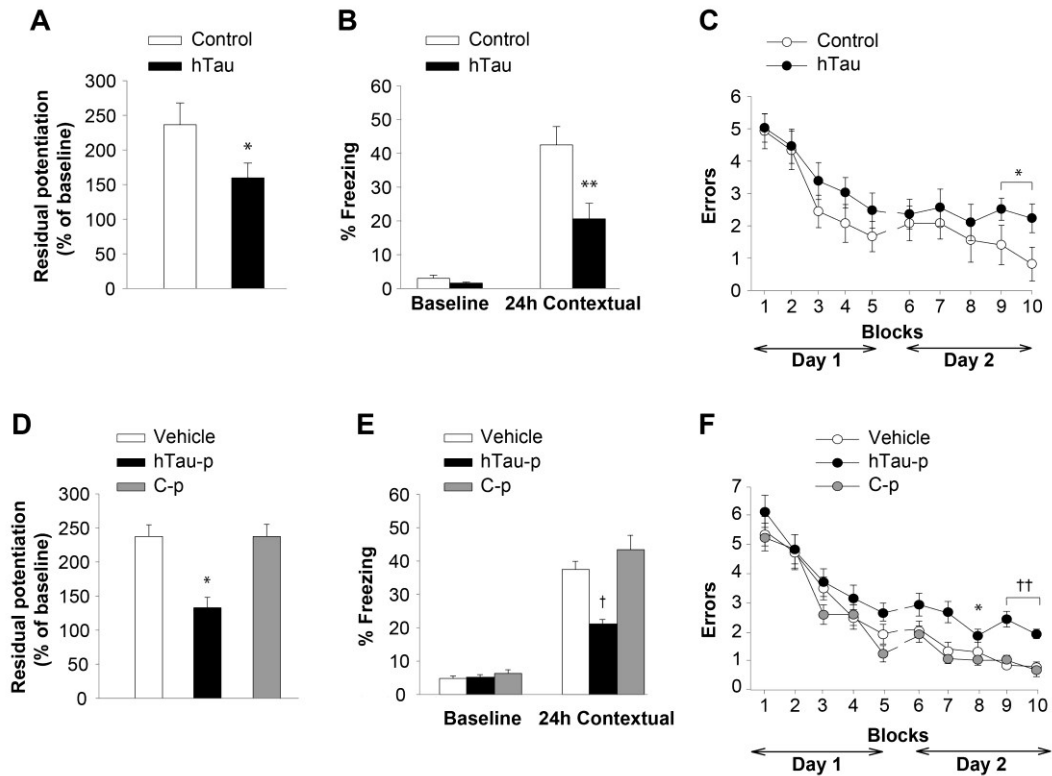 A
Control
hTau
Residual potentiation
(% of baseline)
300
250
200
150
100
50
0
*
B
Control
hTau
% Freezing
60
40
20
0
**
Baseline
24h Contextual
C
Control
hTau
Errors
6
5
4
3
2
1
0
*
1 2 3 4 5 6 7 8 9 10
Blocks
Day 1
Day 2
D
Vehicle
hTau-p
C-p
Residual potentiation
(% of baseline)
300
250
200
150
100
50
0
*
E
Vehicle
hTau-p
C-p
% Freezing
60
50
40
30
20
10
0
†
Baseline
24h Contextual
F
Vehicle
hTau-p
C-p
Errors
7
6
5
4
3
2
1
0
*
††
1 2 3 4 5 6 7 8 9 10
Blocks
Day 1
Day 2